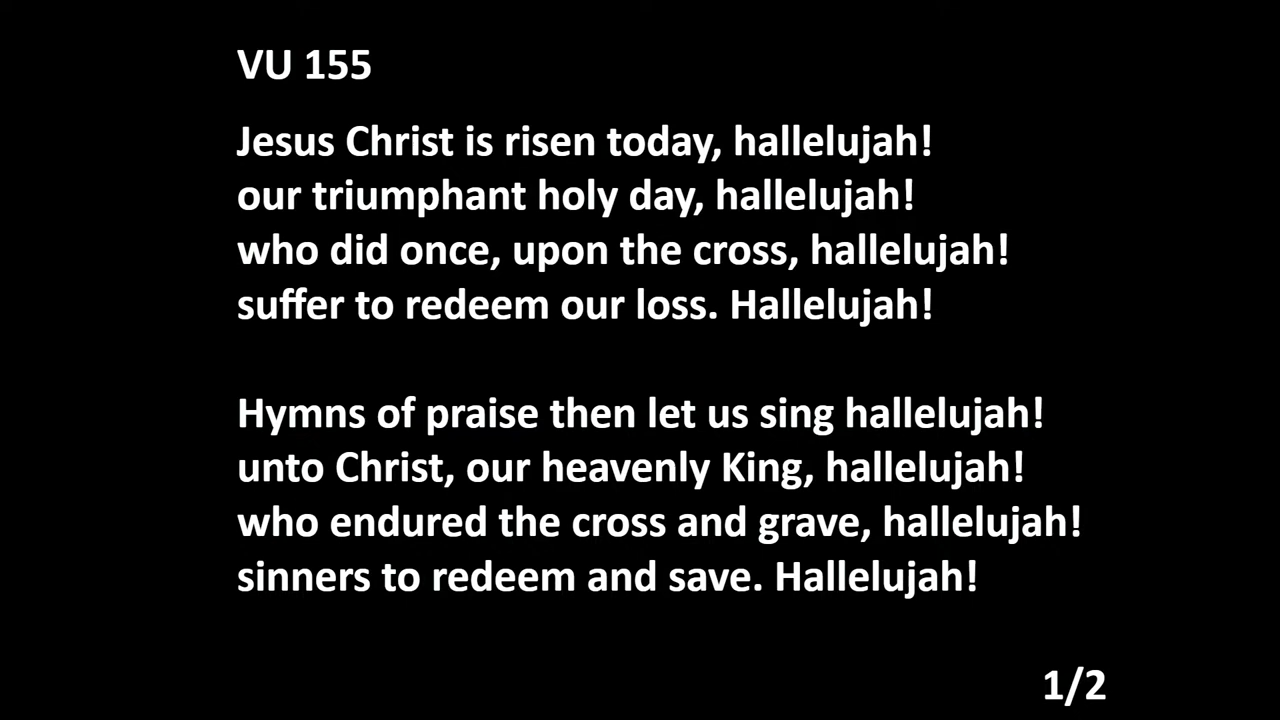 VU 155
Jesus Christ is risen today, hallelujah!
our triumphant holy day, hallelujah!
who did once, upon the cross, hallelujah!
suffer to redeem our loss. Hallelujah!
Hymns of praise then let us sing hallelujah!
unto Christ, our heavenly King, hallelujah!
who endured the cross and grave, hallelujah!
sinners to redeem and save. Hallelujah!
1/2